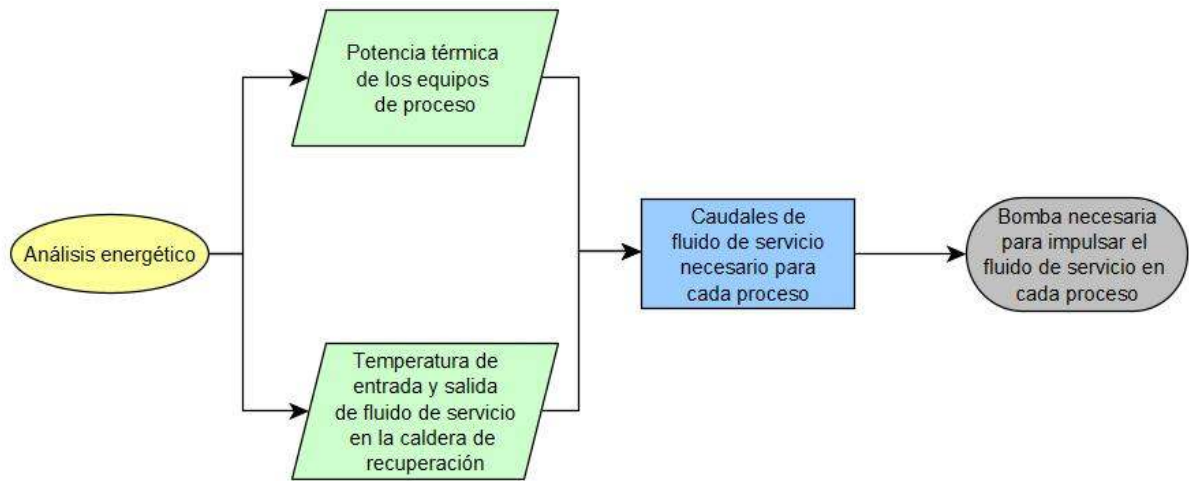 Análisis energético
Potencia térmica
de los equipos
de proceso
Temperatura de
entrada y salida
de fluido de servicio
en la caldera de
recuperación
Caudales de
fluido de servicio
necesario para
cada proceso
Bomba necesaria
para impulsar el
fluido de servicio en
cada proceso